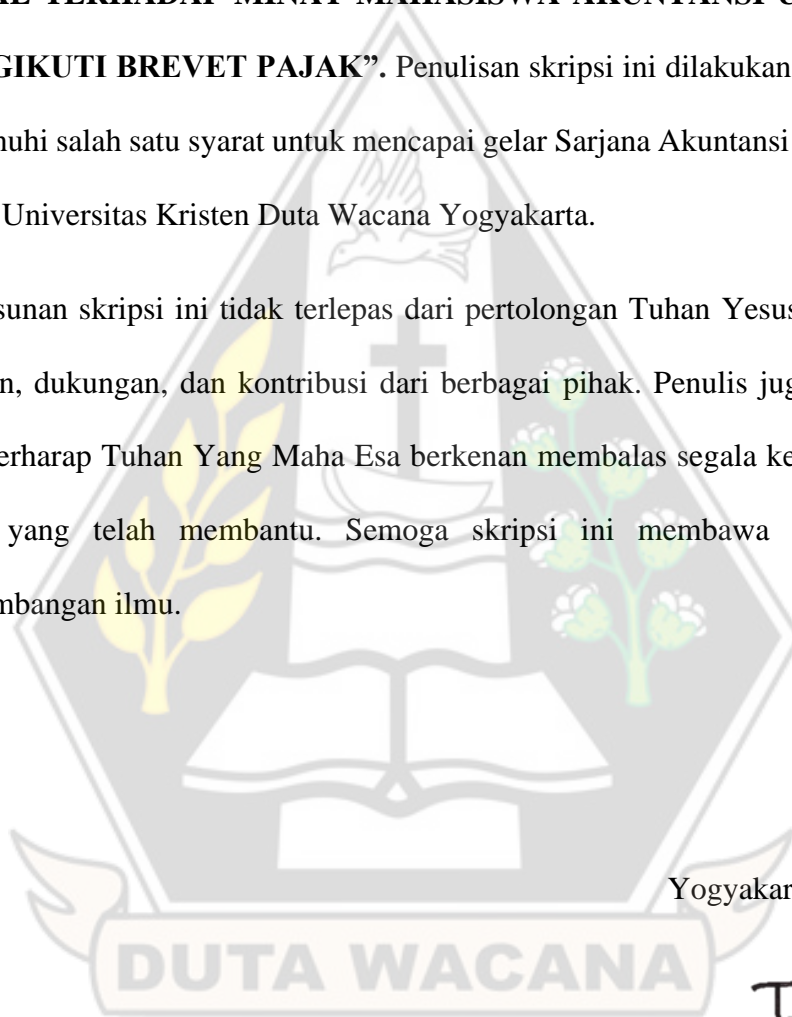 TERHADAP MINAT MAHASISWA AKUNTANSI
GIKUTI BREVET PAJAK”. Penulisan skripsi ini dilakukan
nuhi salah satu syarat untuk mencapai gelar Sarjana Akuntansi
Universitas Kristen Duta Wacana Yogyakarta.
sunan skripsi ini tidak terlepas dari pertolongan Tuhan Yesus
n, dukungan, dan kontribusi dari berbagai pihak. Penulis jug
erharap Tuhan Yang Maha Esa berkenan membalas segala ke
yang telah membantu. Semoga skripsi ini membawa
mbangan ilmu.
Yogyakar
DUTA WACANA